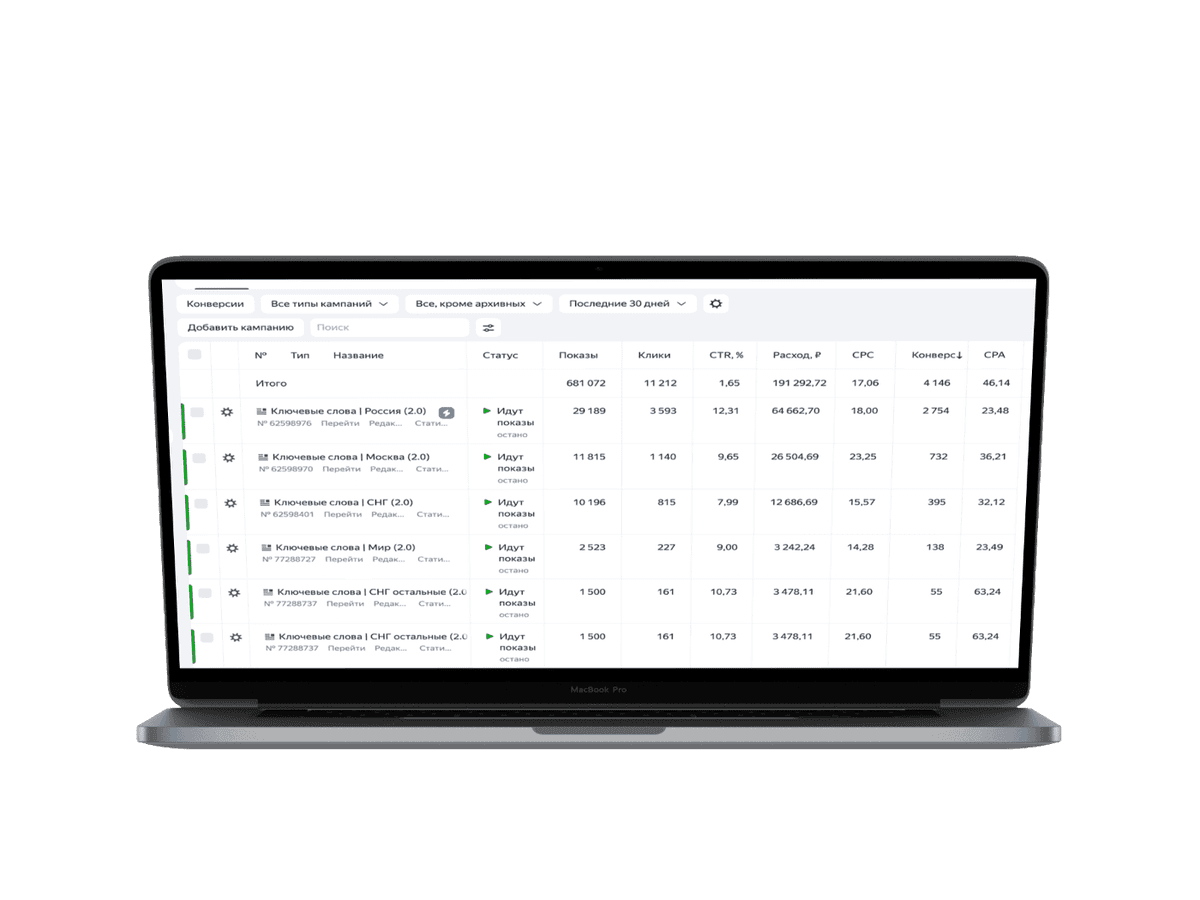 Конверсии Все типы кампаний Все, кроме архивных Последние 30 дней
Добавить кампанию Поиск
№ Тип Название Статус Показы Клики CTR, % Расход, ₽ CPC Конверс↓ CPA
Итого 681 072 11 212 1,65 191 292,72 17,06 4 146 46,14
Ключевые слова | Россия (2.0) Идут показы 29 189 3 593 12,31 64 662,70 18,00 2 754 23,48
№ 62598976 Перейти Редак... Стати... остано
Ключевые слова | Москва (2.0) Идут показы 11 815 1 140 9,65 26 504,69 23,25 732 36,21
№ 62598970 Перейти Редак... Стати... остано
Ключевые слова | СНГ (2.0) Идут показы 10 196 815 7,99 12 686,69 15,57 395 32,12
№ 62598401 Перейти Редак... Стати... остано
Ключевые слова | Мир (2.0) Идут показы 2 523 227 9,00 3 242,24 14,28 138 23,49
№ 77288727 Перейти Редак... Стати... остано
Ключевые слова | СНГ остальные (2.0 Идут показы 1 500 161 10,73 3 478,11 21,60 55 63,24
№ 77288737 Перейти Редак... Стати... остано
Ключевые слова | СНГ остальные (2.0 Идут показы 1 500 161 10,73 3 478,11 21,60 55 63,24
№ 77288737 Перейти Редак... Стати... остано
MacBook Pro